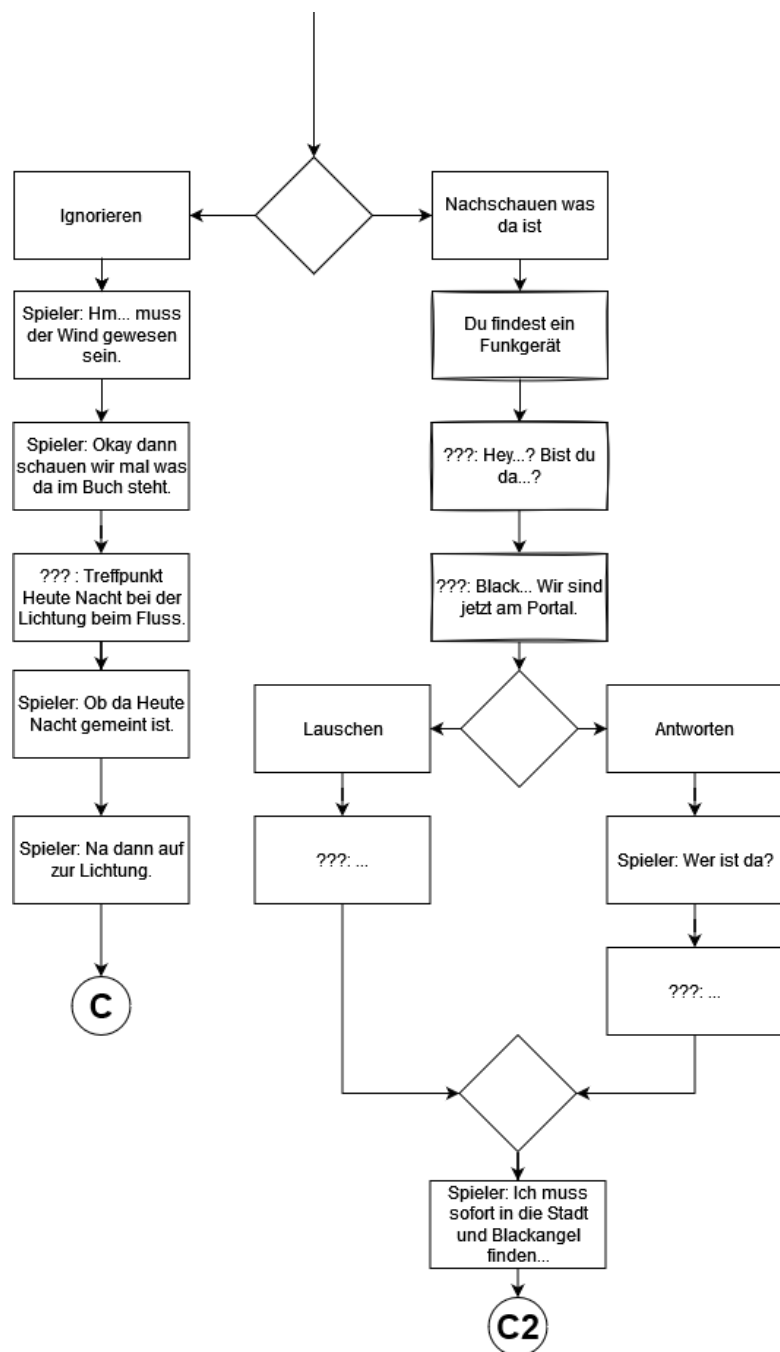 Ignorieren
Nachschauen was
da ist
Spieler: Hm... muss
der Wind gewesen
sein.
Du findest ein
Funkgerät
Spieler: Okay dann
schauen wir mal was
da im Buch steht.
???: Hey...? Bist du
da...?
??? : Treffpunkt
Heute Nacht bei der
Lichtung beim Fluss.
???: Black... Wir sind
jetzt am Portal.
Spieler: Ob da Heute
Nacht gemeint ist.
Lauschen
Antworten
Spieler: Na dann auf
zur Lichtung.
???: ...
Spieler: Wer ist da?
C
???: ...
Spieler: Ich muss
sofort in die Stadt
und Blackangel
finden...
C2